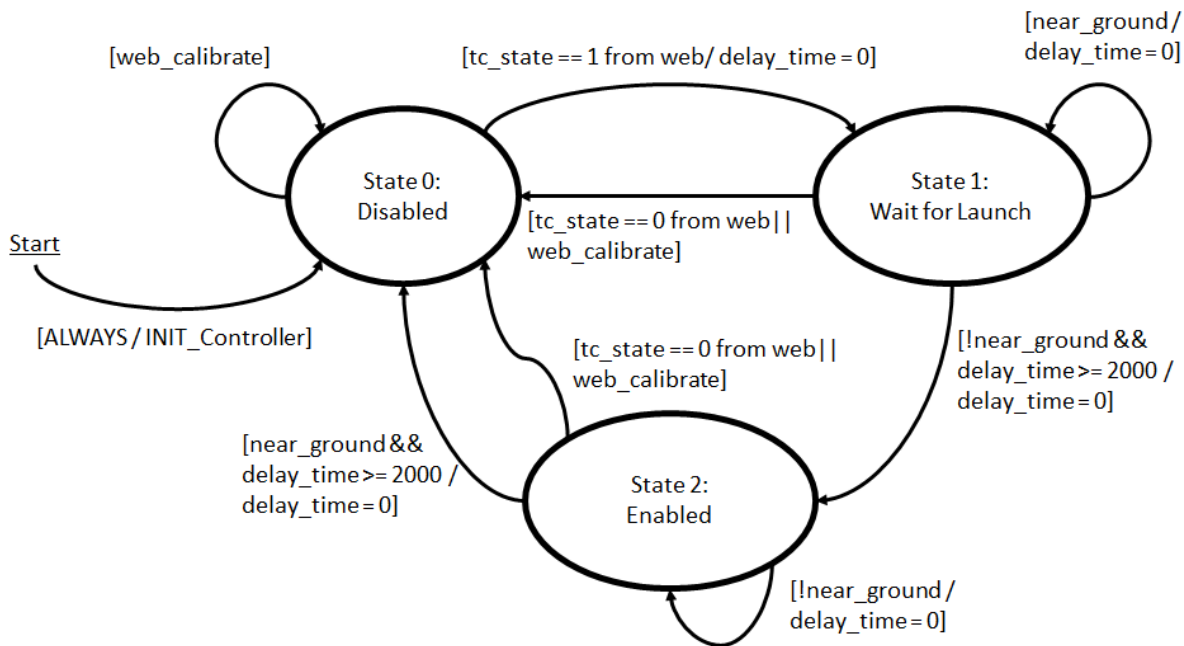 [web_calibrate]
[tc_state == 1 from web/ delay_time = 0]
[near_ground /
delay_time = 0]
State 0:
Disabled
State 1:
Wait for Launch
[tc_state == 0 from web||
web_calibrate]
Start
[ALWAYS / INIT_Controller]
[tc_state == 0 from web||
web_calibrate]
[!near_ground &&
delay_time >= 2000 /
delay_time = 0]
[near_ground &&
delay_time >= 2000 /
delay_time = 0]
State 2:
Enabled
[!near_ground /
delay_time = 0]